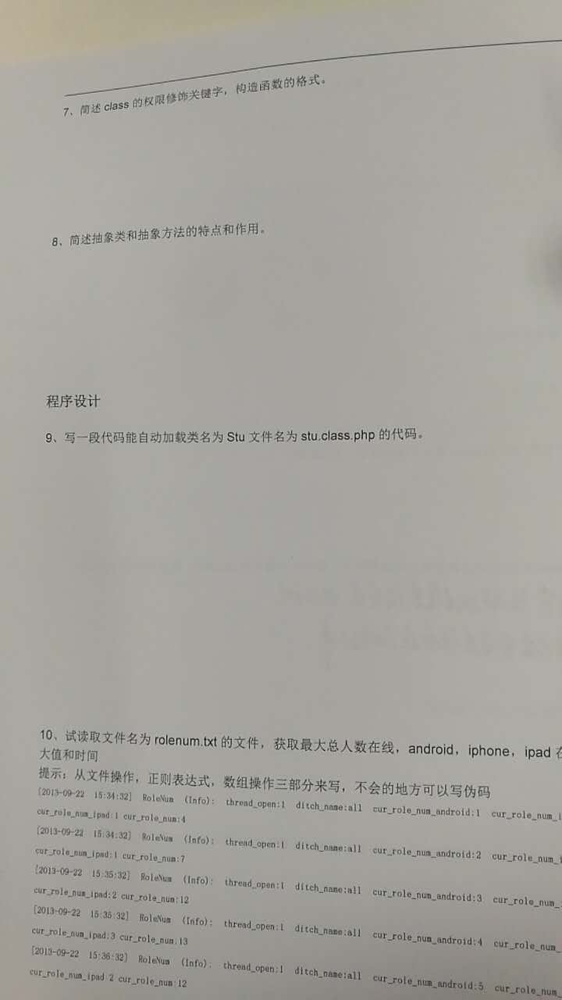 7、简述 class 的权限修饰关键字，构造函数的格式。
8、简述抽象类和抽象方法的特点和作用。
程序设计
9、写一段代码能自动加载类名为 Stu 文件名为 stu.class.php 的代码。
10、试读取文件名为 rolenum.txt 的文件，获取最大总人数在线，android，iphone，ipad 在
大值和时间
提示：从文件操作，正则表达式，数组操作三部分来写，不会的地方可以写伪码
[2013-09-22 15:34:32] RoleNum (Info): thread_open:1 ditch_name:all cur_role_num_android:1 cur_role_num_i
cur_role_num_ipad:1 cur_role_num:4
[2013-09-22 15:34:32] RoleNum (Info): thread_open:1 ditch_name:all cur_role_num_android:2 cur_role_num_i
cur_role_num_ipad:1 cur_role_num:7
[2013-09-22 15:35:32] RoleNum (Info): thread_open:1 ditch_name:all cur_role_num_android:3 cur_role_num_
cur_role_num_ipad:2 cur_role_num:12
[2013-09-22 15:35:32] RoleNum (Info): thread_open:1 ditch_name:all cur_role_num_android:4 cur_role_num_
cur_role_num_ipad:3 cur_role_num:13
[2013-09-22 15:36:32] RoleNum (Info): thread_open:1 ditch_name:all cur_role_num_android:5 cur_role_num_
cur_role_num_ipad:2 cur_role_num:12